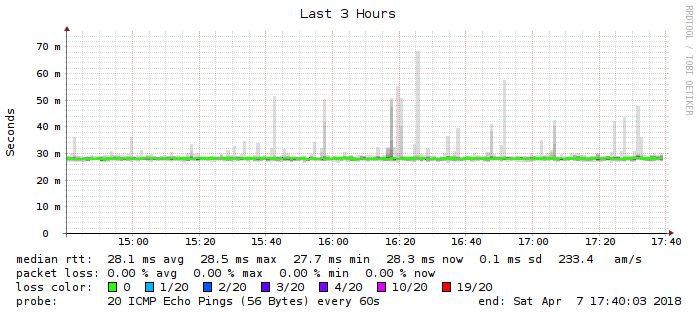 Last 3 Hours
RRDTOOL / TOBI OETIKER
Seconds
70 m
60 m
50 m
40 m
30 m
20 m
10 m
0
15:00 15:20 15:40 16:00 16:20 16:40 17:00 17:20 17:40
median rtt: 28.1 ms avg 28.5 ms max 27.7 ms min 28.3 ms now 0.1 ms sd 233.4 am/s
packet loss: 0.00 % avg 0.00 % max 0.00 % min 0.00 % now
loss color: 0 1/20 2/20 3/20 4/20 10/20 19/20
probe: 20 ICMP Echo Pings (56 Bytes) every 60s end: Sat Apr 7 17:40:03 2018